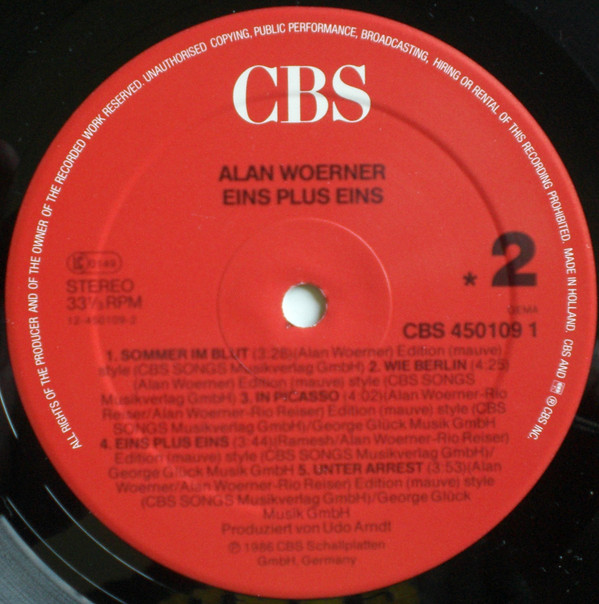 ALL RIGHTS OF THE PRODUCER AND OF THE OWNER OF THE RECORDED WORK RESERVED. UNAUTHORISED COPYING, PUBLIC PERFORMANCE, BROADCASTING, HIRING OR RENTAL OF THIS RECORDING PROHIBITED. MADE IN HOLLAND. CBS AND ℗ CBS INC.
CBS
ALAN WOERNER
EINS PLUS EINS
LC 0149
STEREO
33⅓ RPM
12-450109-2
* 2
GEMA
CBS 450109 1
1. SOMMER IM BLUT (3:28)(Alan Woerner) Edition (mauve)
style (CBS SONGS Musikverlag GmbH) 2. WIE BERLIN (4:25)
(Alan Woerner) Edition (mauve) style (CBS SONGS
Musikverlag GmbH) 3. IN PICASSO (4:02)(Alan Woerner-Rio
Reiser/Alan Woerner-Rio Reiser) Edition (mauve) style (CBS
SONGS Musikverlag GmbH)/George Glück Musik GmbH
4. EINS PLUS EINS (3:44)(Ramesh/Alan Woerner-Rio Reiser)
Edition (mauve) style (CBS SONGS Musikverlag GmbH)/
George Glück Musik GmbH 5. UNTER ARREST (3:53)(Alan
Woerner/Alan Woerner-Rio Reiser) Edition (mauve) style
(CBS SONGS Musikverlag GmbH)/George Glück
Musik GmbH
Produziert von Udo Arndt
℗ 1986 CBS Schallplatten
GmbH, Germany